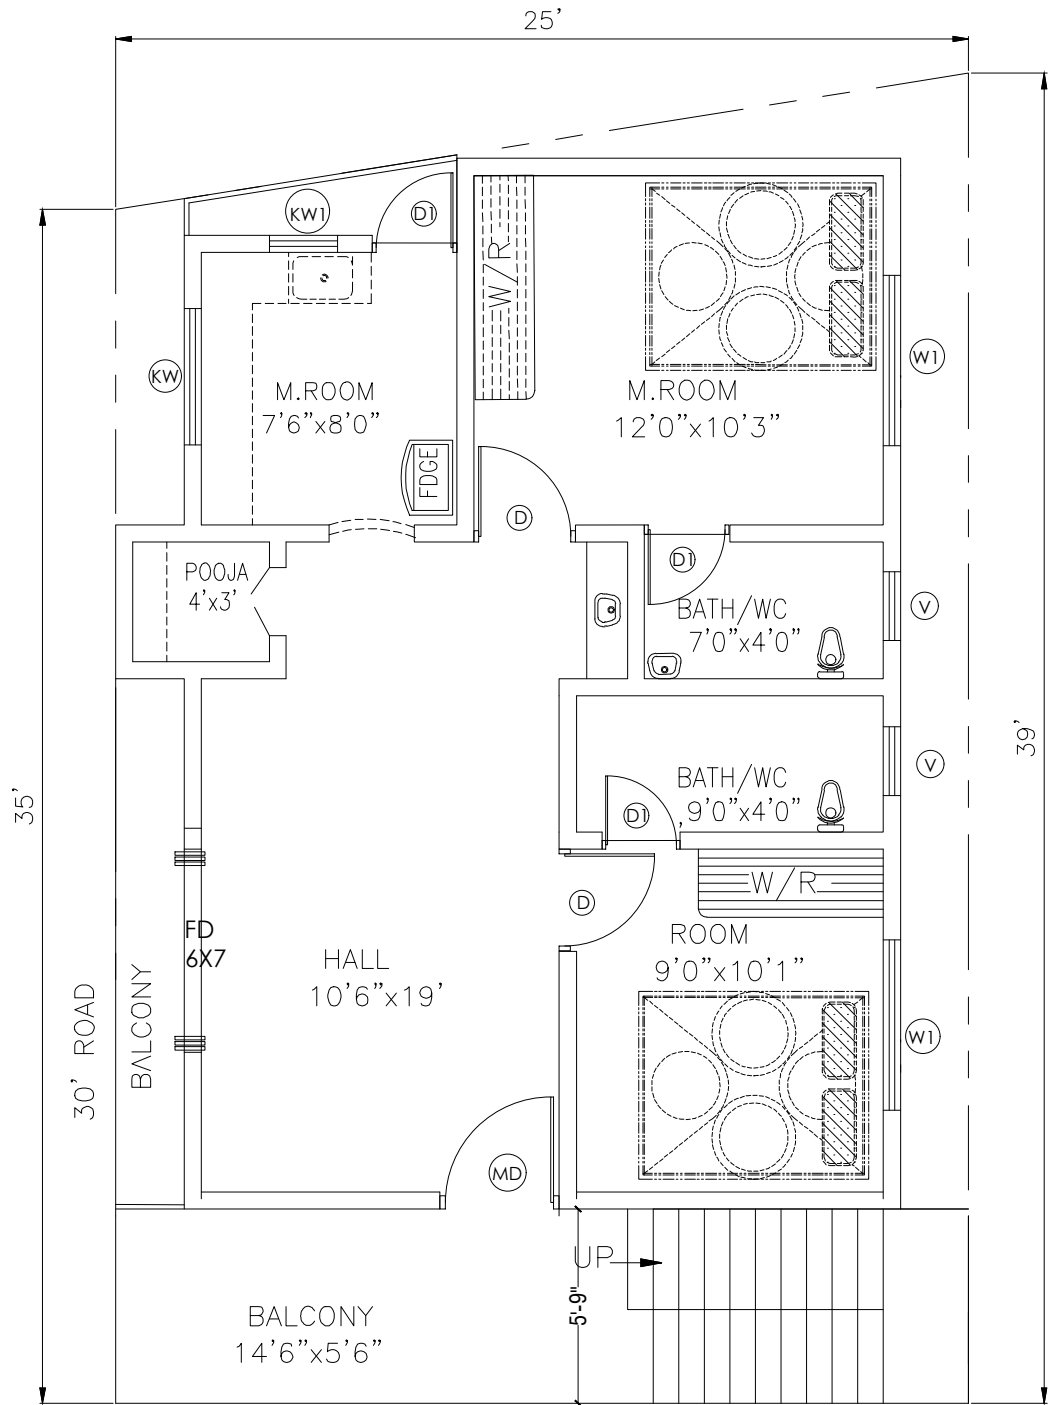 25'
KW1
D1
W/R
KW
W1
M.ROOM
7'6"x8'0"
M.ROOM
12'0"x10'3"
FDGE
D
D1
POOJA
4'x3'
BATH/WC
7'0"x4'0"
V
39'
35'
V
BATH/WC
9'0"x4'0"
D1
W/R
D
FD
6X7
ROOM
9'0"x10'1"
HALL
10'6"x19'
30' ROAD
BALCONY
W1
MD
UP
5'-9"
BALCONY
14'6"x5'6"